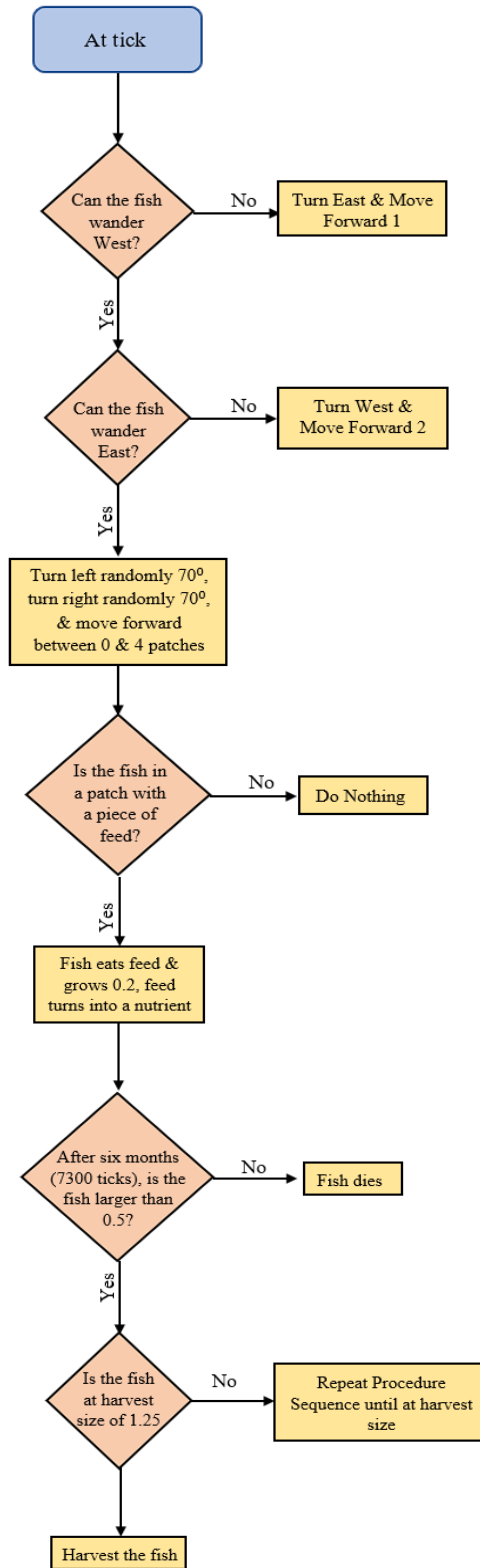 At tick
Can the fish
wander
West?
No
Turn East & Move
Forward 1
Yes
Can the fish
wander
East?
No
Turn West &
Move Forward 2
Yes
Turn left randomly 70⁰,
turn right randomly 70⁰,
& move forward
between 0 & 4 patches
Is the fish in
a patch with
a piece of
feed?
No
Do Nothing
Yes
Fish eats feed &
grows 0.2, feed
turns into a nutrient
After six months
(7300 ticks), is the
fish larger than
0.5?
No
Fish dies
Yes
Is the fish
at harvest
size of 1.25
No
Repeat Procedure
Sequence until at harvest
size
Harvest the fish